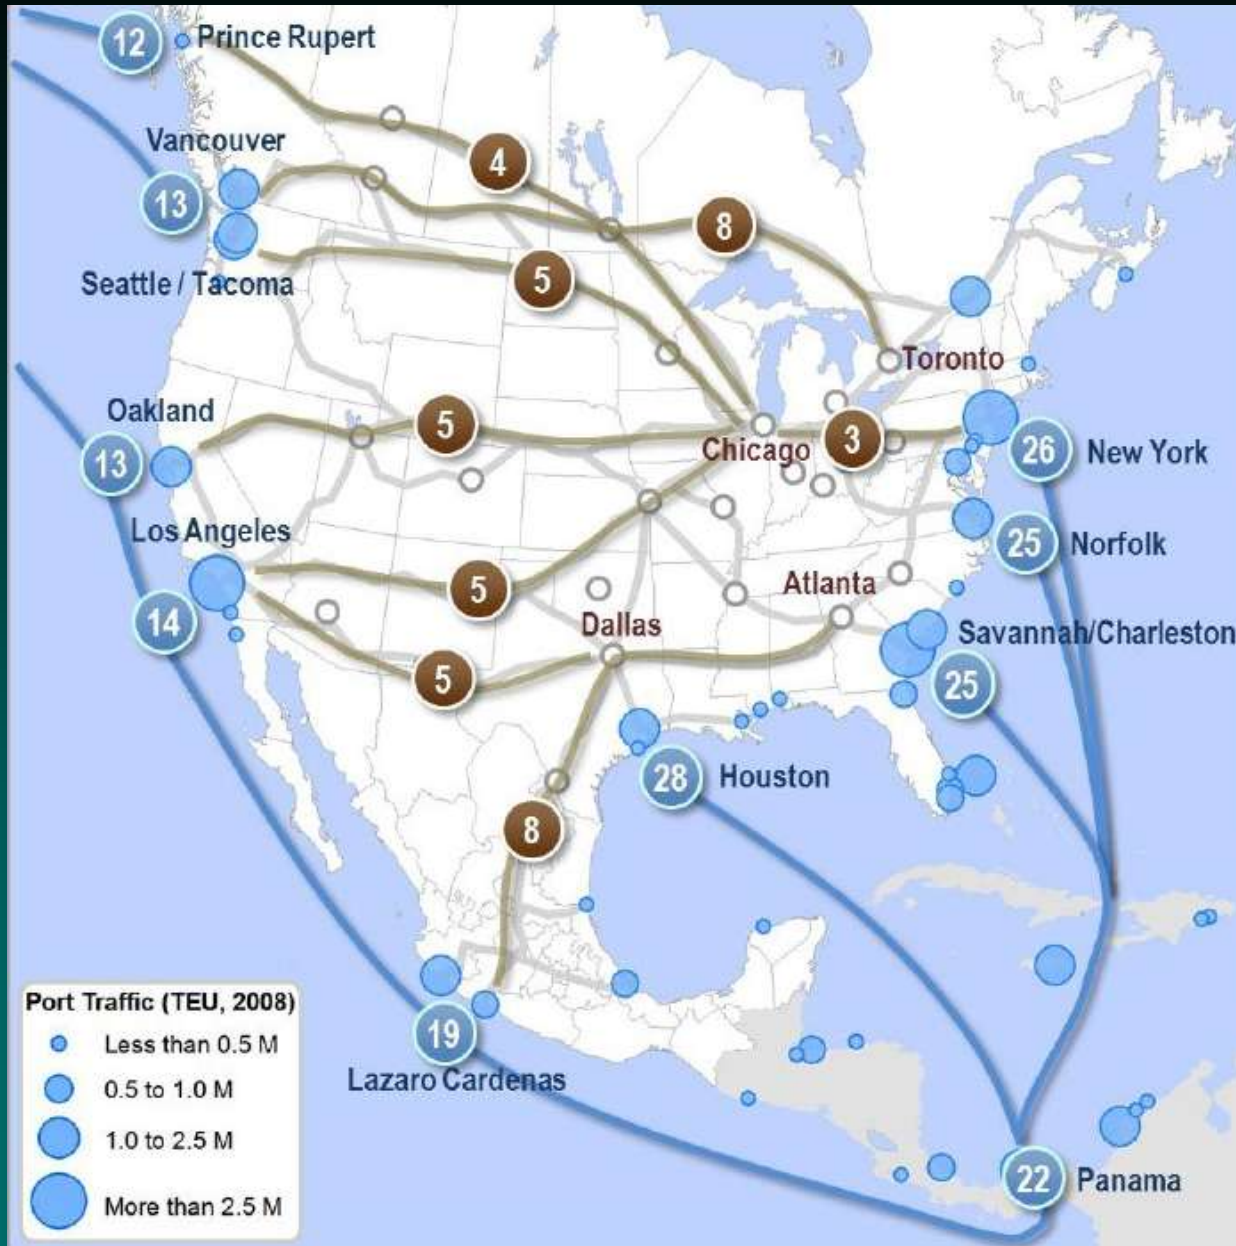 12 Prince Rupert
Vancouver
4
13
8
Seattle / Tacoma
5
Toronto
Oakland
5
Chicago
3
13
26 New York
Los Angeles
25 Norfolk
14
5
Atlanta
Dallas
Savannah/Charleston
5
25
28 Houston
8
Port Traffic (TEU, 2008)
Less than 0.5 M
0.5 to 1.0 M
1.0 to 2.5 M
More than 2.5 M
19
Lazaro Cardenas
22 Panama